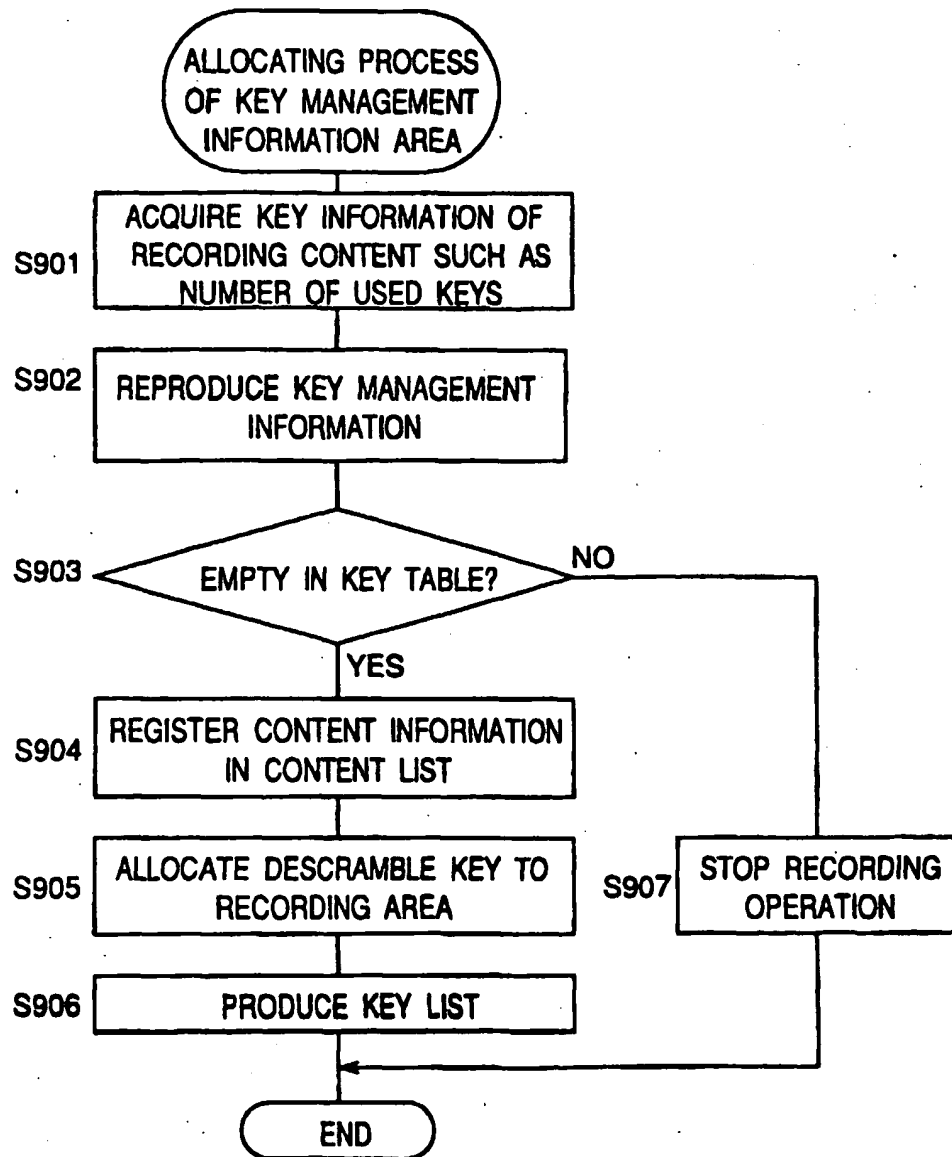 ALLOCATING PROCESS
OF KEY MANAGEMENT
INFORMATION AREA
S901
ACQUIRE KEY INFORMATION OF
RECORDING CONTENT SUCH AS
NUMBER OF USED KEYS
S902
REPRODUCE KEY MANAGEMENT
INFORMATION
S903
EMPTY IN KEY TABLE?
NO
YES
S904
REGISTER CONTENT INFORMATION
IN CONTENT LIST
S905
ALLOCATE DESCRAMBLE KEY TO
RECORDING AREA
S907
STOP RECORDING
OPERATION
S906
PRODUCE KEY LIST
END